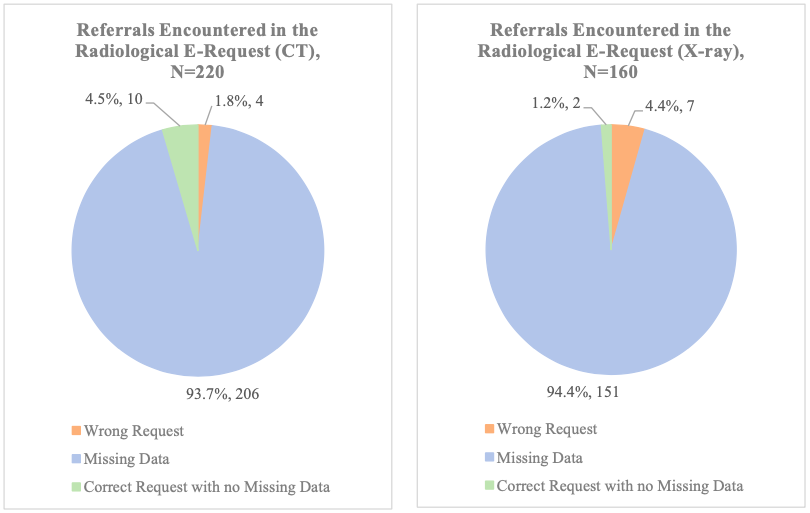 Referrals Encountered in the
Radiological E-Request (CT),
N=220
4.5%, 10
1.8%, 4
93.7%, 206
Wrong Request
Missing Data
Correct Request with no Missing Data
Referrals Encountered in the
Radiological E-Request (X-ray),
N=160
1.2%, 2
4.4%, 7
94.4%, 151
Wrong Request
Missing Data
Correct Request with no Missing Data